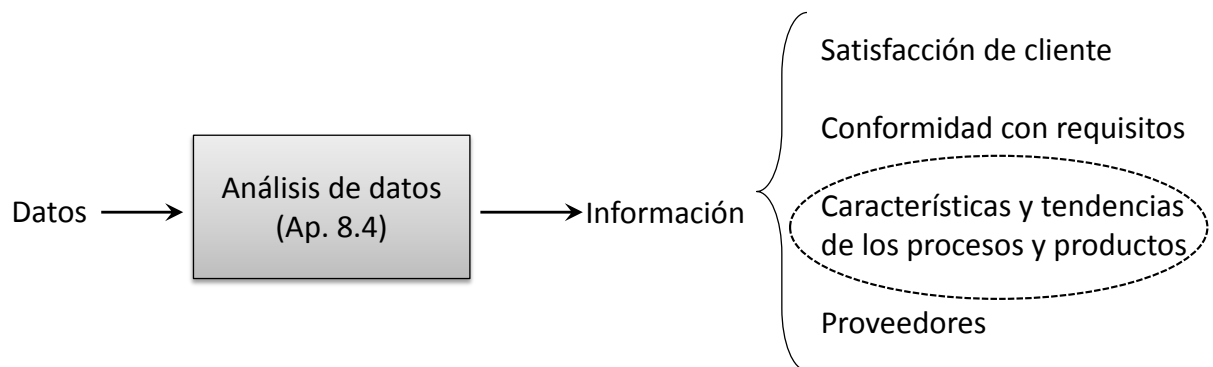 Satisfacción de cliente
Conformidad con requisitos
Datos
Análisis de datos
(Ap. 8.4)
Información
Características y tendencias
de los procesos y productos
Proveedores